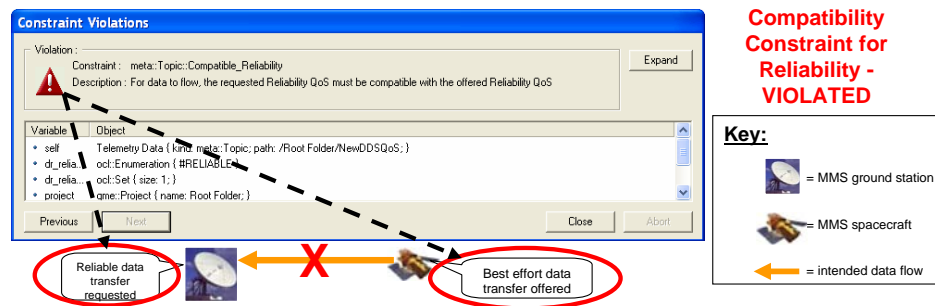 Constraint Violations
Violation :
Constraint: meta::Topic::Compatible_Reliability
Description : For data to flow, the requested Reliability QoS must be compatible with the offered Reliability QoS
Expand
Variable Object
self Telemetry Data { kind: meta::Topic; path: /Root Folder/NewDDSQoS; }
dr_relia... ocl::Enumeration { #RELIABLE }
dr_relia... ocl::Set { size: 1; }
project gme::Project { name: Root Folder; }
Previous Next Close Abort
Reliable data
transfer
requested
X
Best effort data
transfer offered
Compatibility
Constraint for
Reliability -
VIOLATED
Key:
= MMS ground station
= MMS spacecraft
= intended data flow